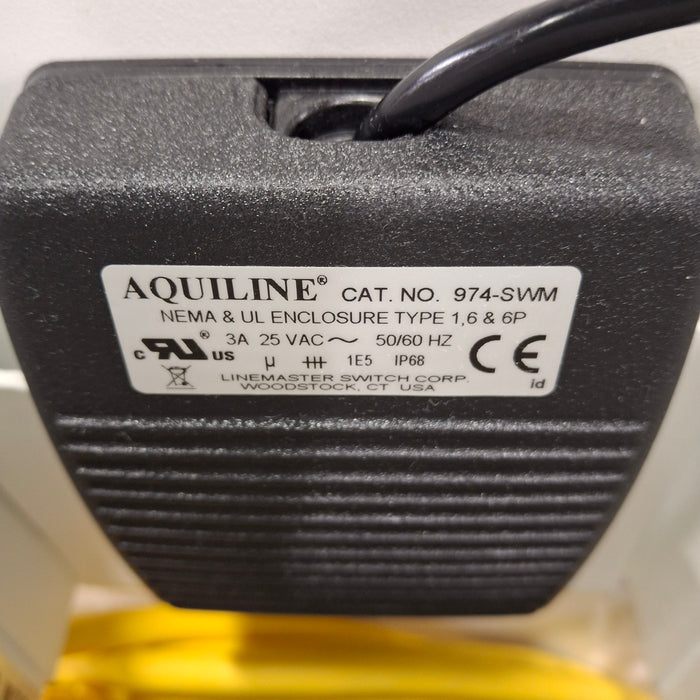 AQUILINE® CAT. NO. 974-SWM
NEMA & UL ENCLOSURE TYPE 1,6 & 6P
c RU® US 3A 25 VAC ~ 50/60 HZ CE
µ 1E5 IP68
LINEMASTER SWITCH CORP.
WOODSTOCK, CT USA id